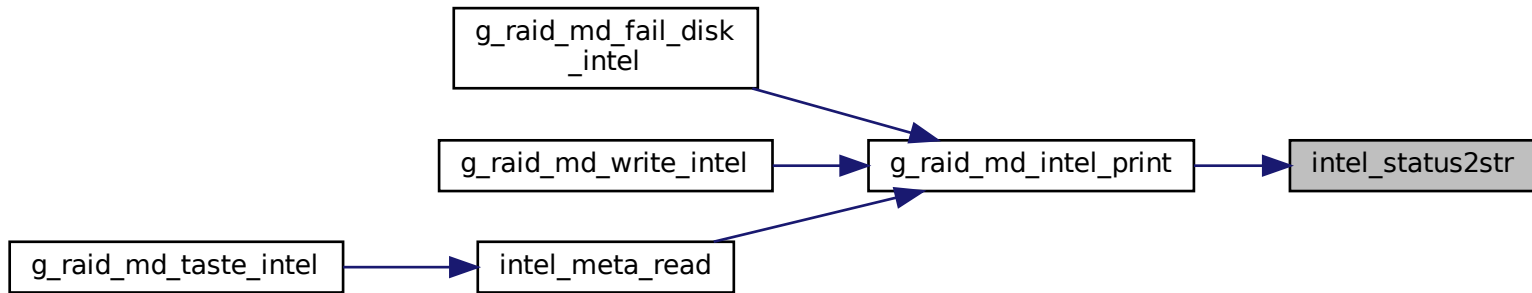 g_raid_md_fail_disk
_intel
g_raid_md_write_intel
g_raid_md_intel_print
intel_status2str
g_raid_md_taste_intel
intel_meta_read